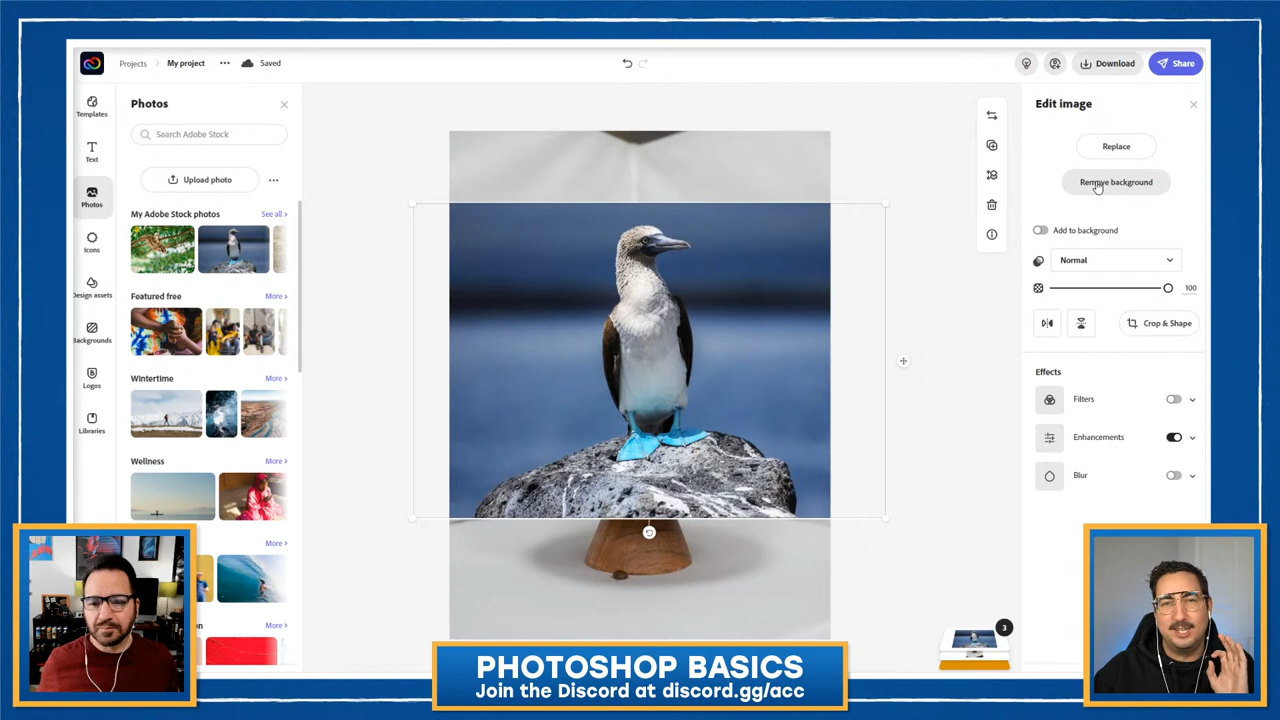 Projects
My project
Saved
Download
Share
Templates
Text
Photos
Icons
Design assets
Backgrounds
Logos
Libraries
Photos
Search Adobe Stock
Upload photo
My Adobe Stock photos
See all >
Featured free
More >
Wintertime
More >
Wellness
More >
More >
More >
3
Edit image
Replace
Remove background
Add to background
Normal
100
Crop & Shape
Effects
Filters
Enhancements
Blur
PHOTOSHOP BASICS
Join the Discord at discord.gg/acc